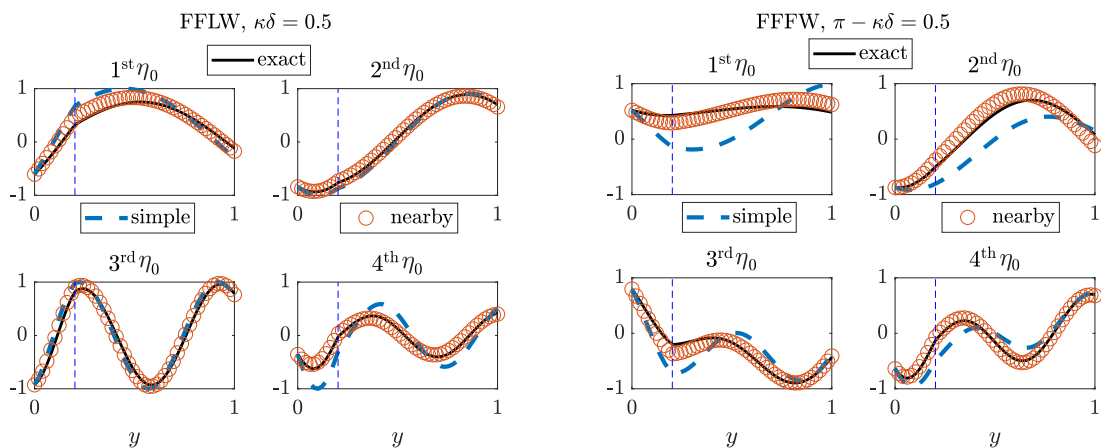 FFLW, κδ = 0.5 FFFW, π − κδ = 0.5
exact exact
1st η0 2nd η0 1st η0 2nd η0
1 1 1 1
0 0 0 0
-1 -1 -1 -1
0 1 0 1 0 1 0 1
simple nearby simple nearby
3rd η0 4th η0 3rd η0 4th η0
1 1 1 1
0 0 0 0
-1 -1 -1 -1
0 1 0 1 0 1 0 1
y y y y